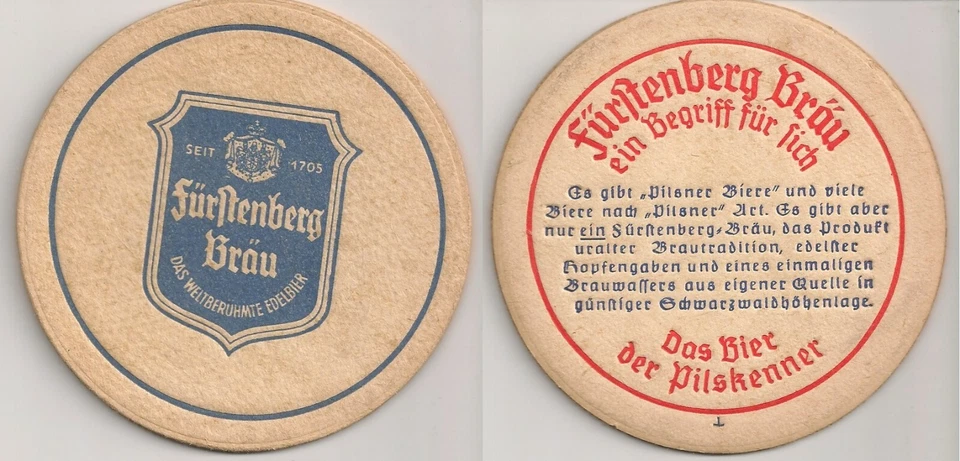 SEIT 1705
Fürstenberg
Bräu
DAS WELTBERÜHMTE EDELBIER
Fürstenberg Bräu
ein Begriff für sich
Es gibt „Pilsner Biere" und viele
Biere nach „Pilsner" Art. Es gibt aber
nur ein Fürstenberg-Bräu, das Produkt
uralter Brautradition, edelster
Hopfengaben und eines einmaligen
Brauwassers aus eigener Quelle in
günstiger Schwarzwaldhöhenlage.
Das Bier
der Pilskenner